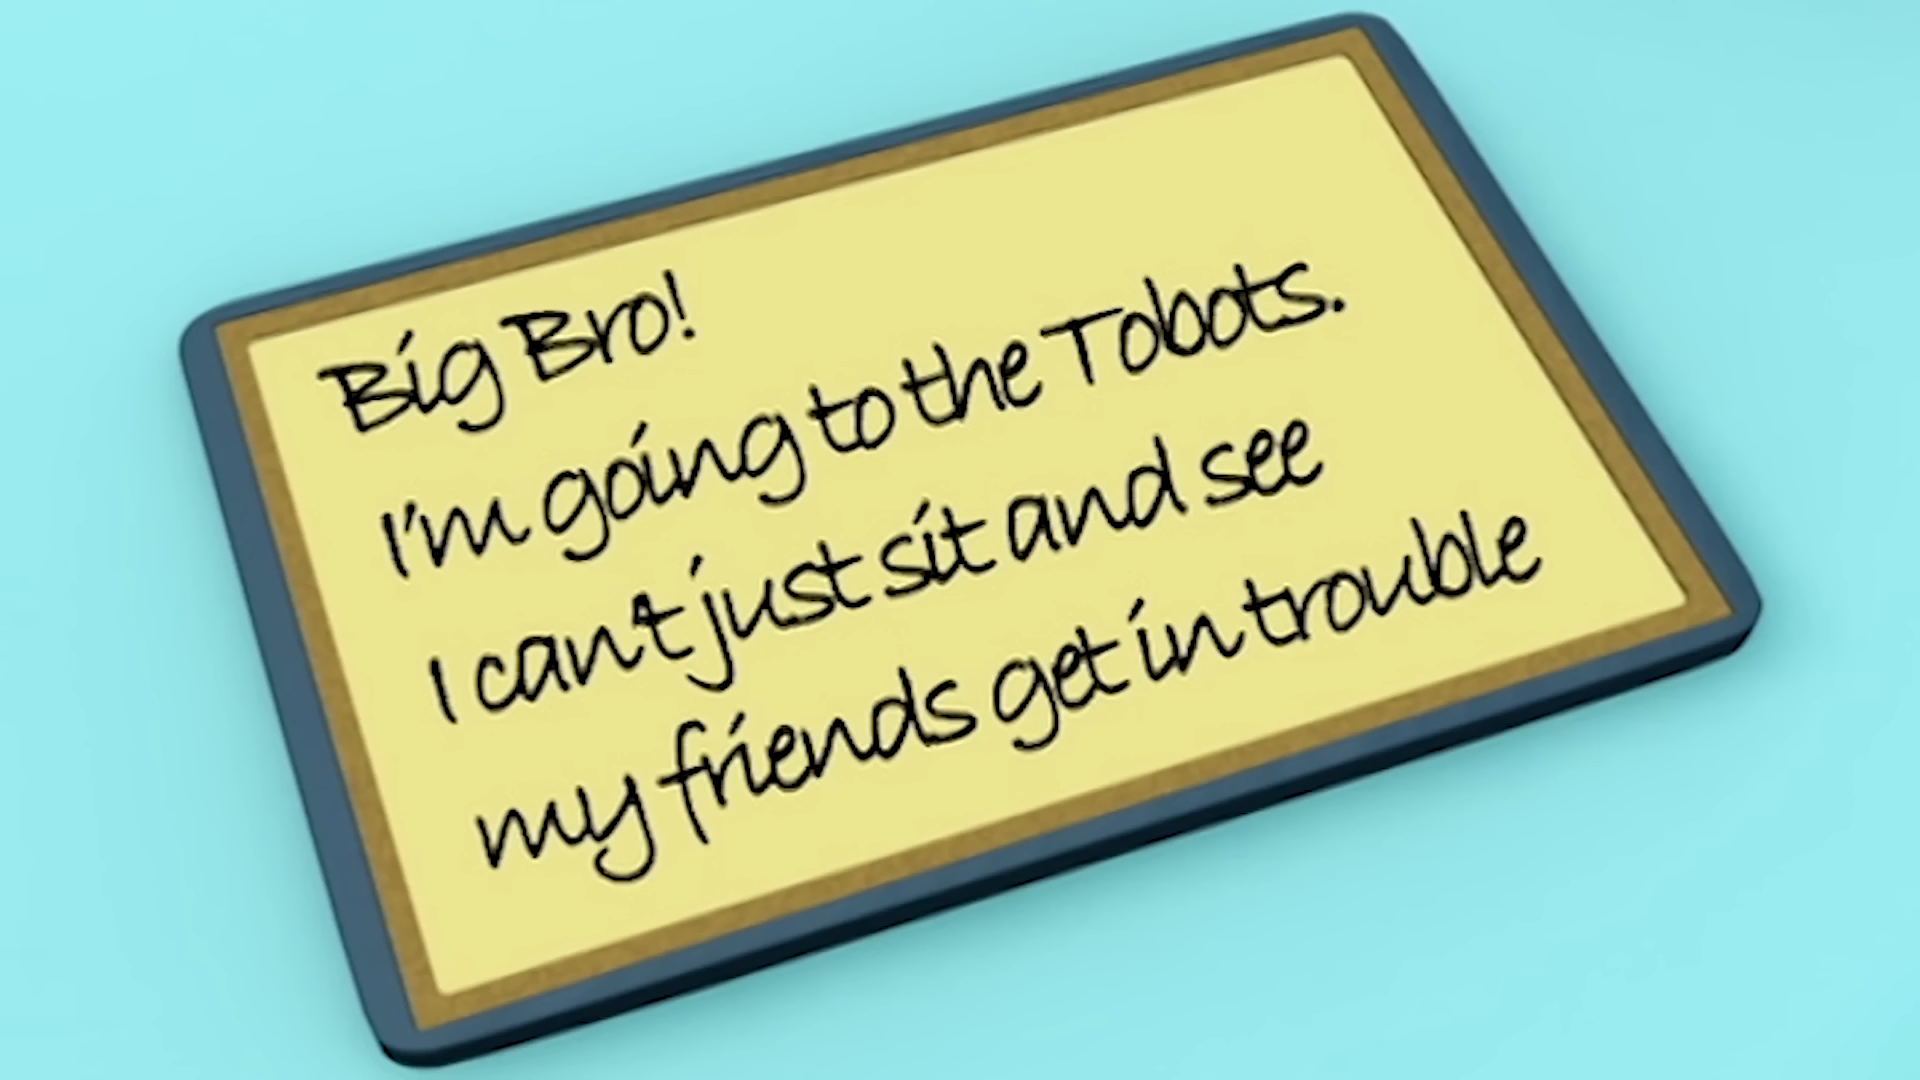 Big Bro!
I'm going to the Tobots.
I can't just sit and see
my friends get in trouble